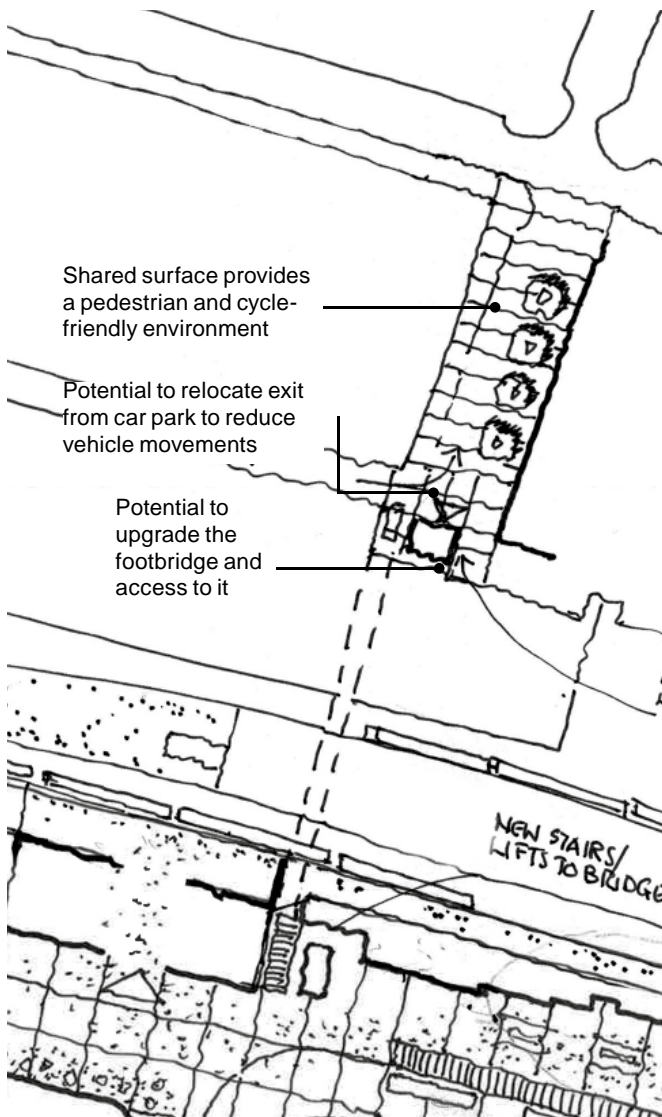 Shared surface provides
a pedestrian and cycle-
friendly environment
Potential to relocate exit
from car park to reduce
vehicle movements
Potential to
upgrade the
footbridge and
access to it
NEW STAIRS/
LIFTS TO BRIDGE